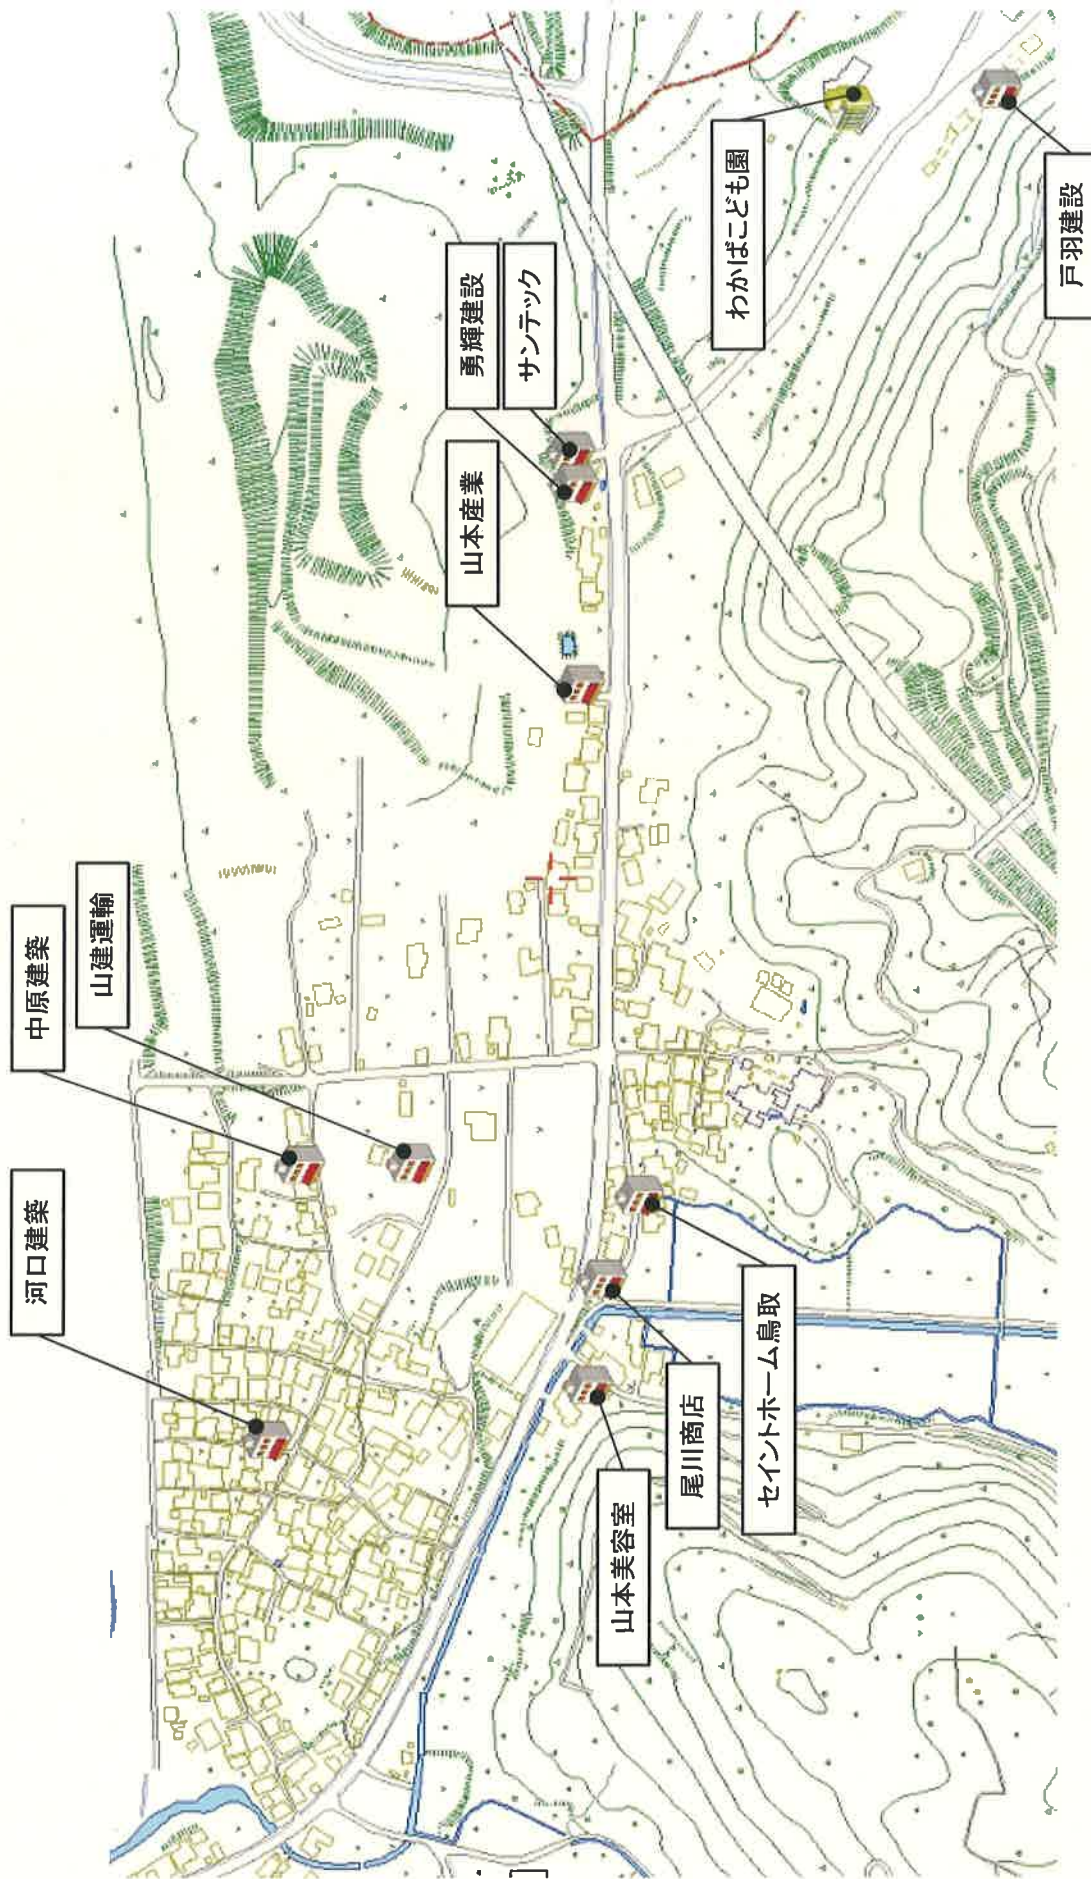 河口建築
中原建築
山建運輸
山本産業
勇輝建設
サンテック
わかばこども園
戸羽建設
山本美容室
尾川商店
セイントホーム鳥取